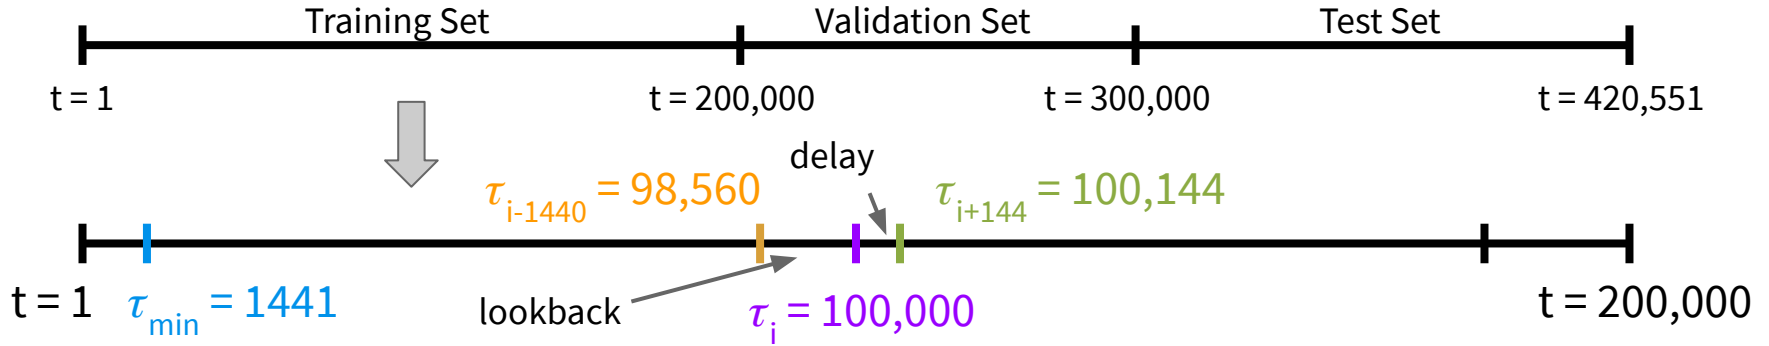 Training Set Validation Set Test Set
t = 1 t = 200,000 t = 300,000 t = 420,551
delay
τi-1440 = 98,560 τi+144 = 100,144
t = 1 τmin = 1441 lookback τi = 100,000 t = 200,000